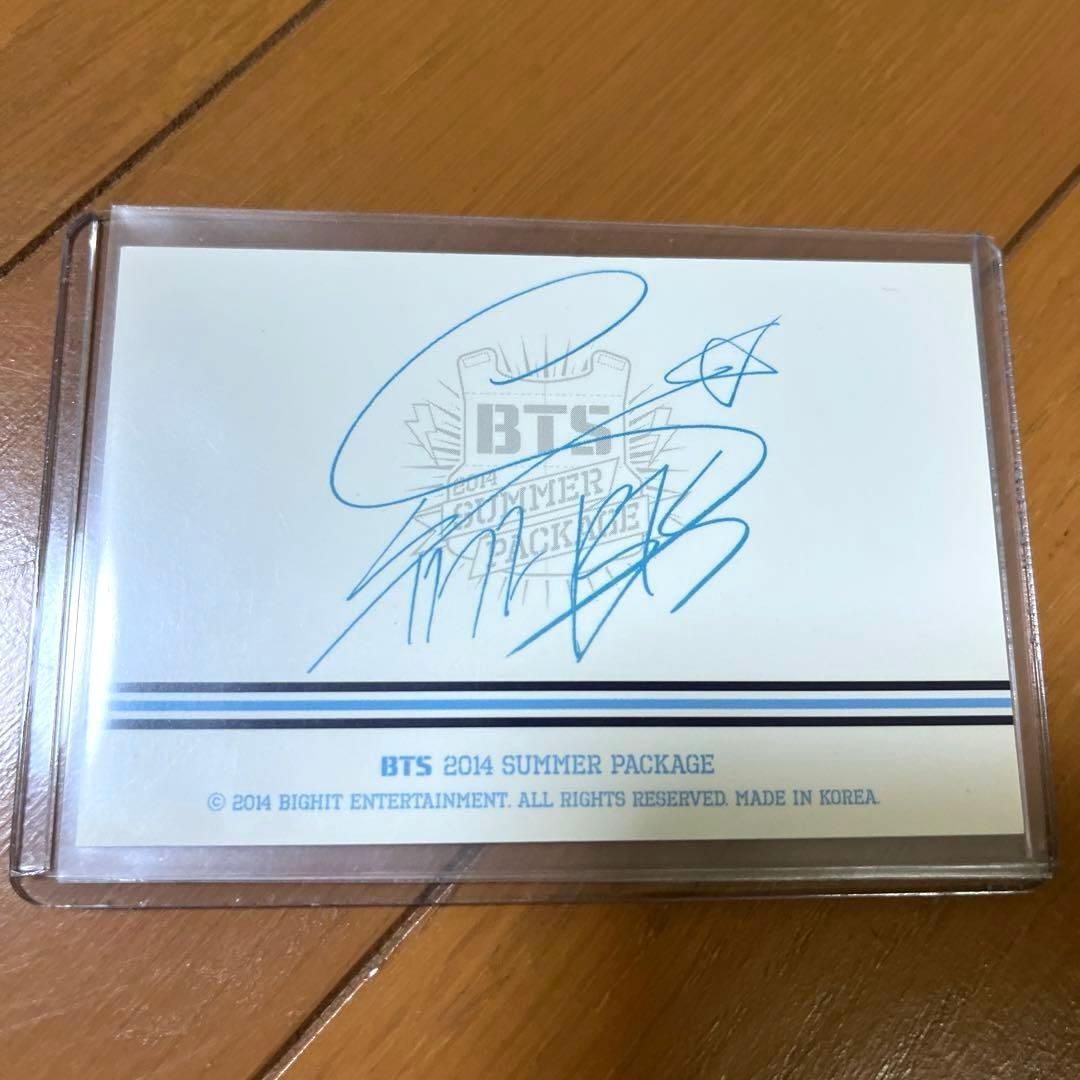 BTS
2014
SUMMER
PACKAGE
BTS 2014 SUMMER PACKAGE
© 2014 BIGHIT ENTERTAINMENT. ALL RIGHTS RESERVED. MADE IN KOREA.